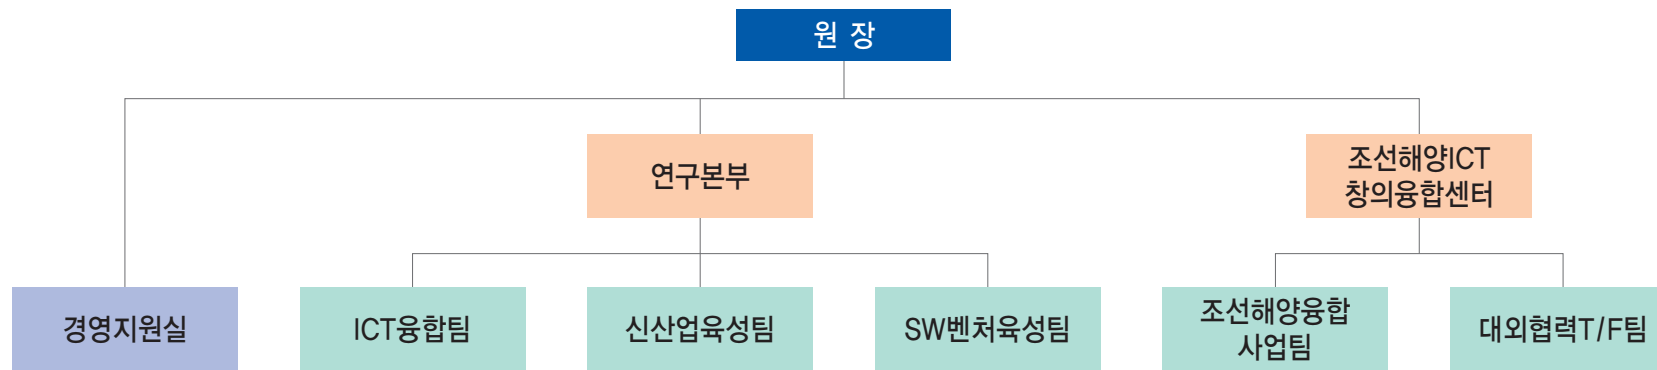 원 장
연구본부
조선해양ICT
창의융합센터
경영지원실
ICT융합팀
신산업육성팀
SW벤처육성팀
조선해양융합
사업팀
대외협력T/F팀